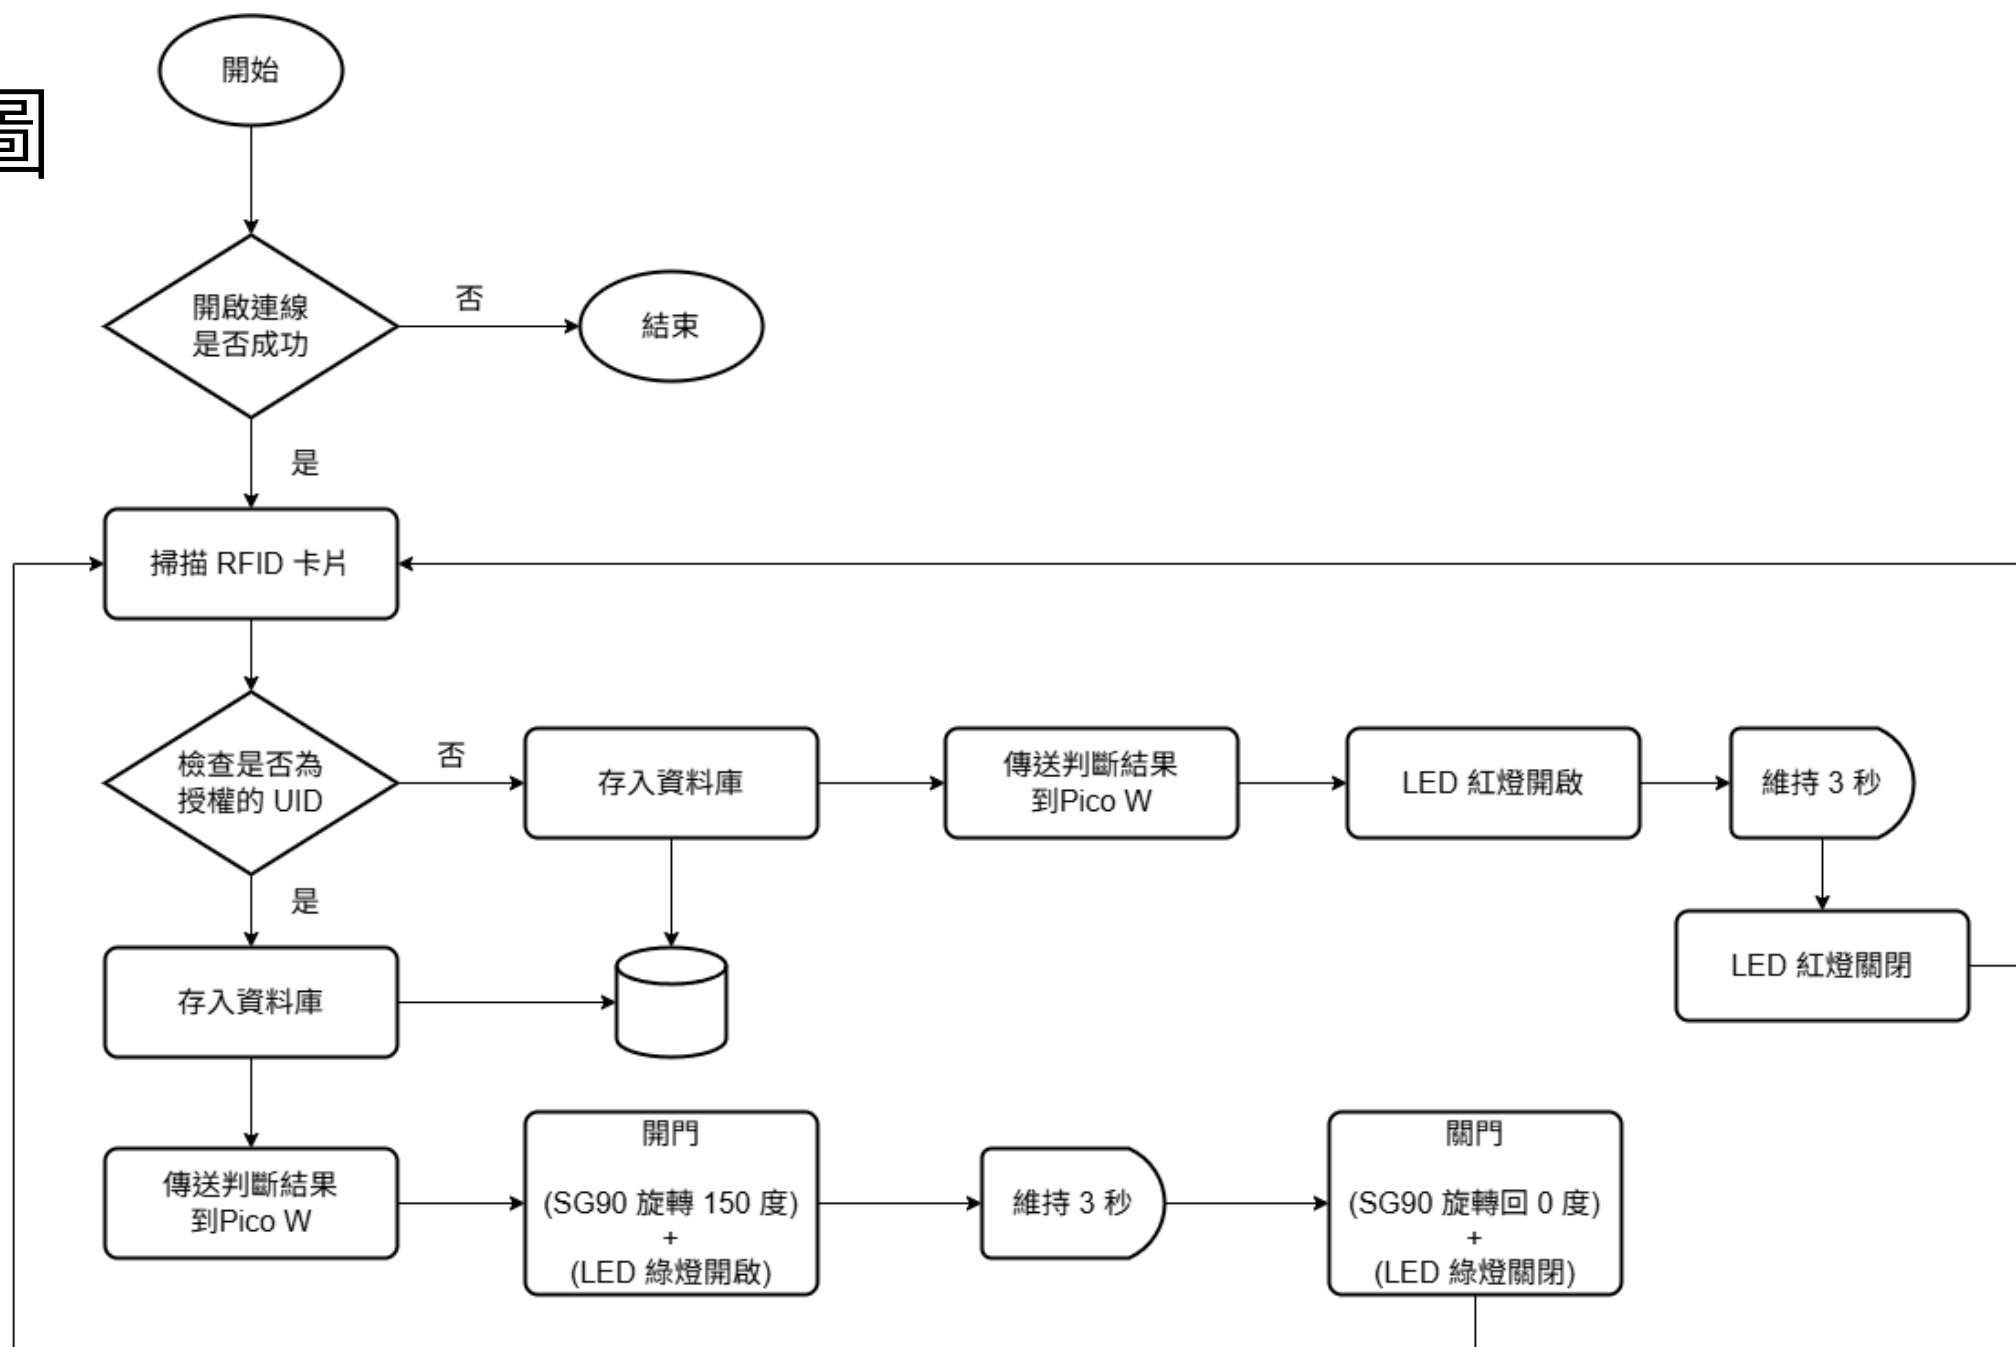 開始
圖
開啟連線
是否成功
否
結束
是
掃描 RFID 卡片
檢查是否為
授權的 UID
否
存入資料庫
傳送判斷結果
到Pico W
LED 紅燈開啟
維持 3 秒
是
LED 紅燈關閉
存入資料庫
傳送判斷結果
到Pico W
開門
(SG90 旋轉 150 度)
+
(LED 綠燈開啟)
維持 3 秒
關門
(SG90 旋轉回 0 度)
+
(LED 綠燈關閉)